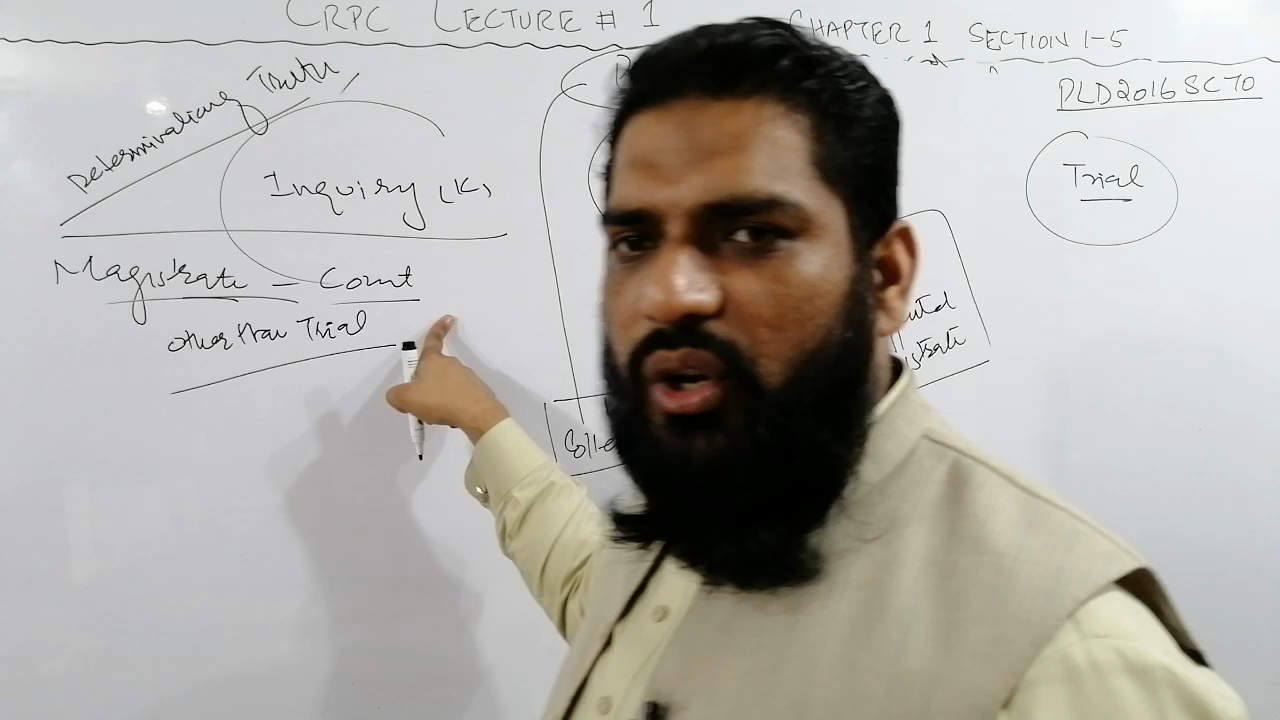 CRPC LECTURE # 1
CHAPTER 1 SECTION 1-5
PLD 2016 SC 70
Truth
Inquiry (K)
Trial
Magistrate - Court
other than Trial